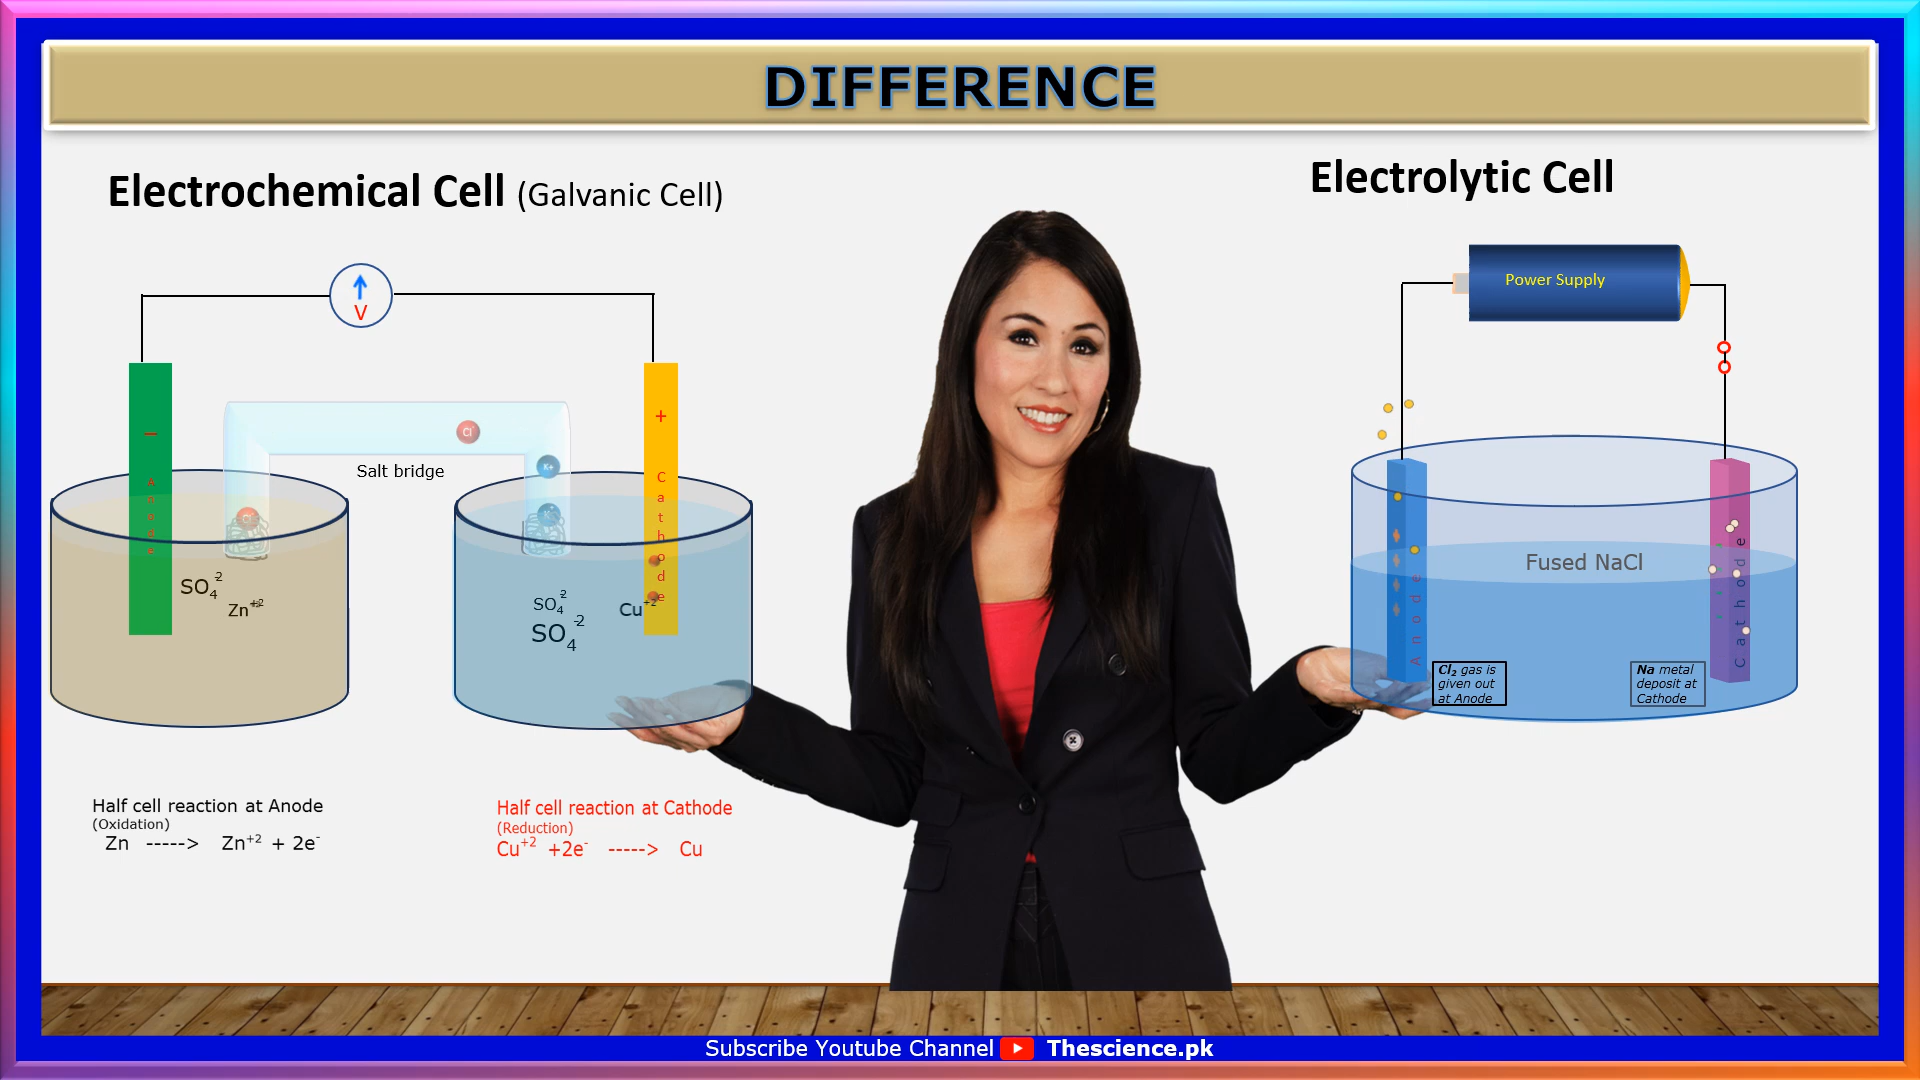 DIFFERENCE
Electrochemical Cell (Galvanic Cell)
Electrolytic Cell
V
Power Supply
–
+
Anode
Cathode
Cl-
K+
Salt bridge
SO4-2
Zn+2
SO4-2
SO4-2
Cu+2
Fused NaCl
Anode
Cathode
Cl2 gas is
given out
at Anode
Na metal
deposit at
Cathode
Half cell reaction at Anode
(Oxidation)
Zn -----> Zn+2 + 2e-
Half cell reaction at Cathode
(Reduction)
Cu+2 +2e- -----> Cu
Subscribe Youtube Channel Thescience.pk